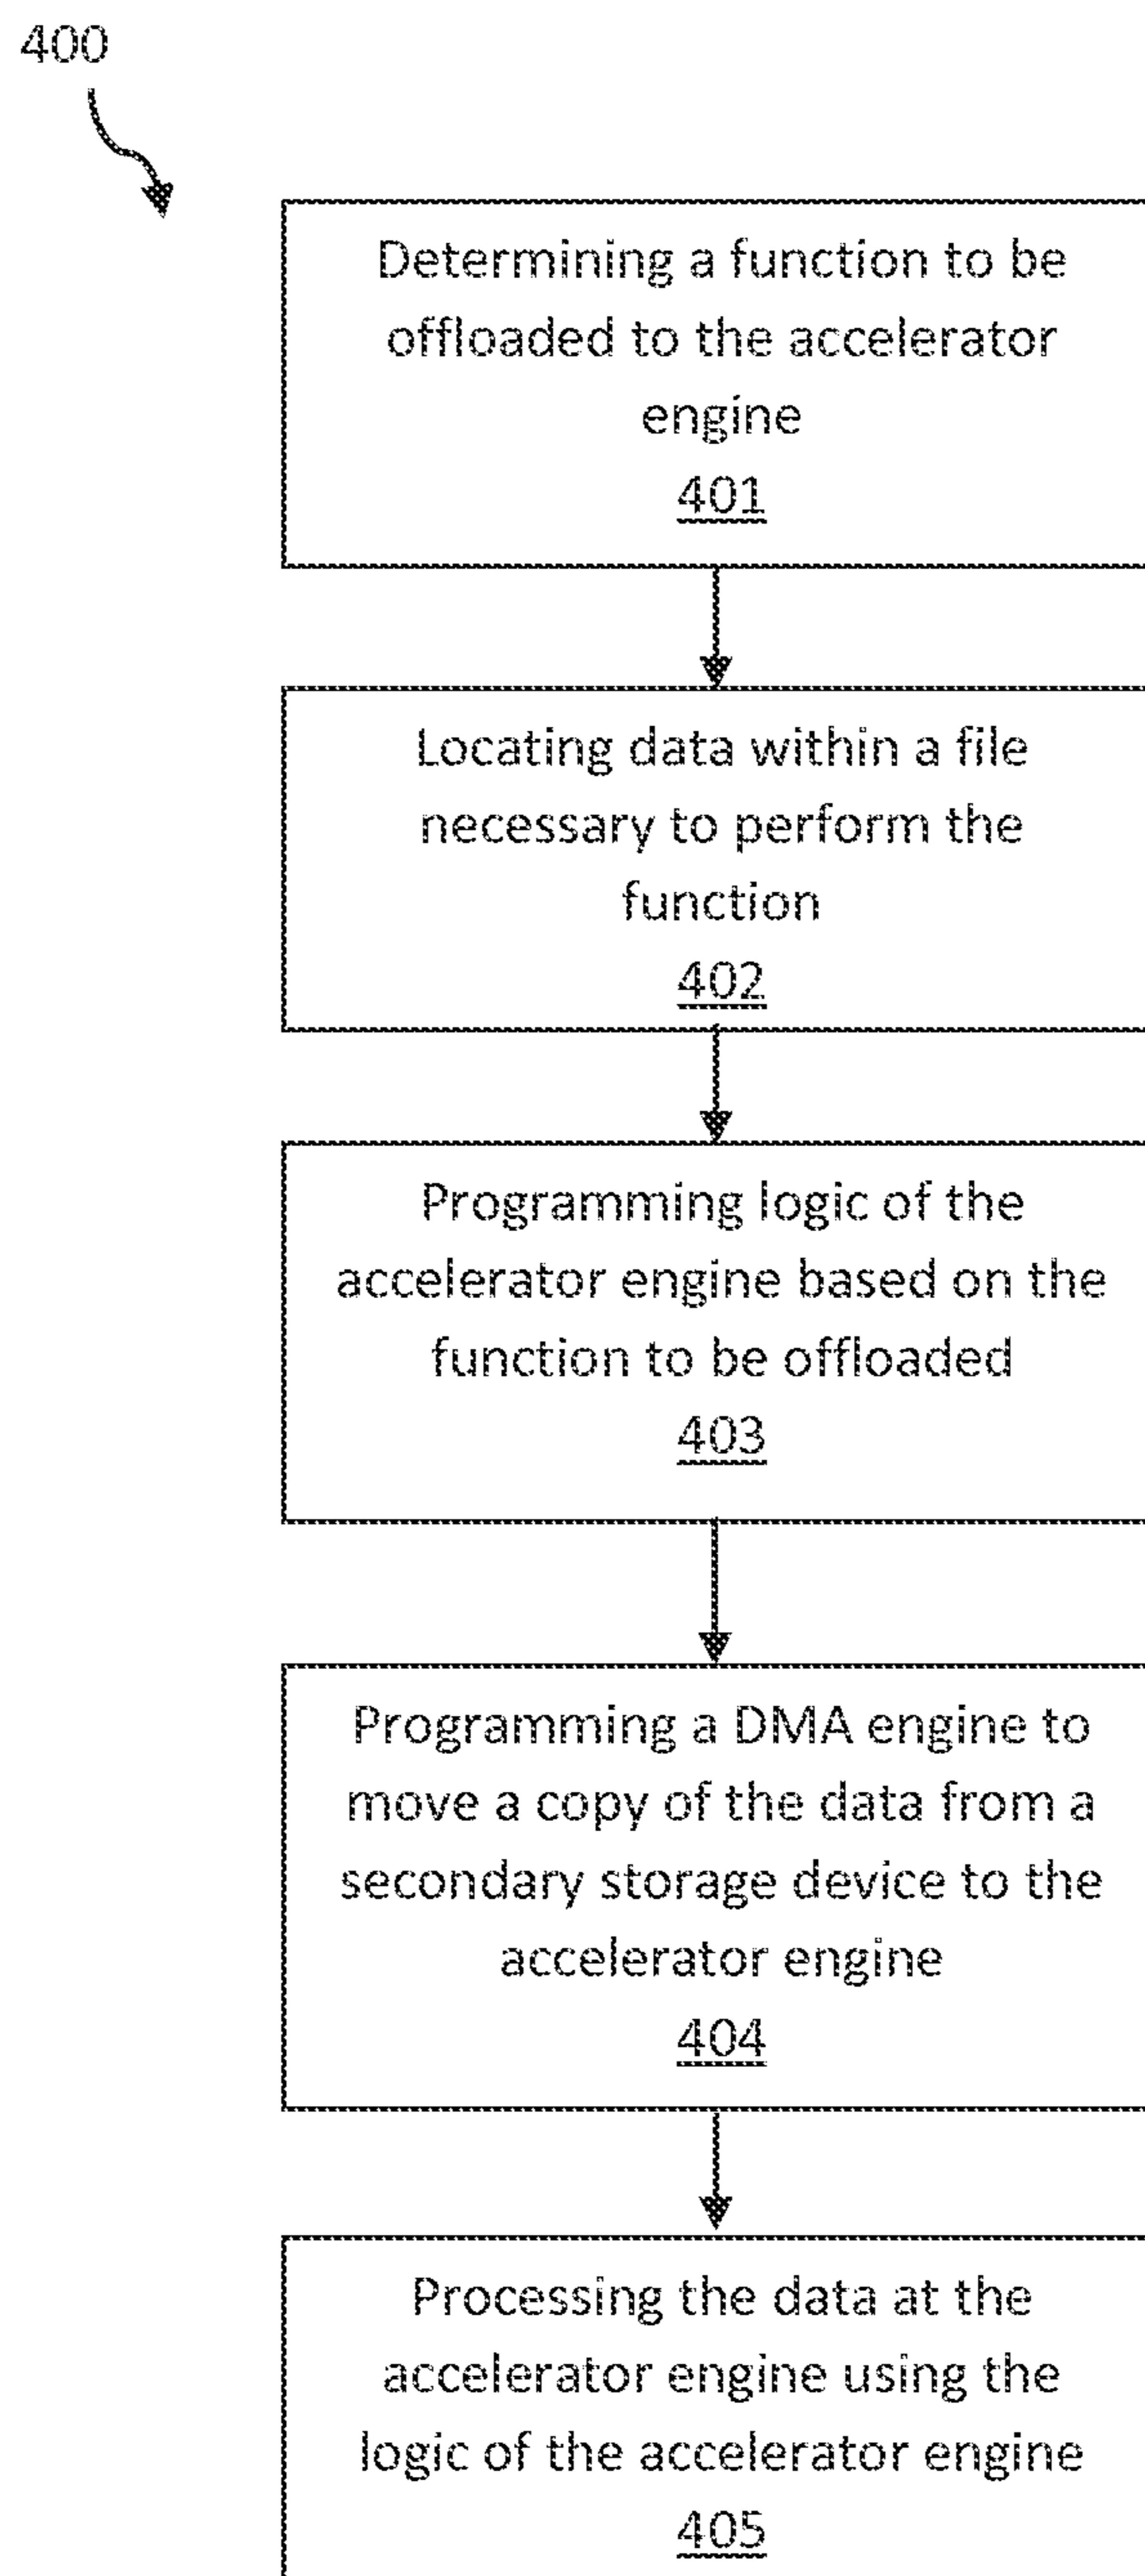 400
Determining a function to be
offloaded to the accelerator
engine
401
Locating data within a file
necessary to perform the
function
402
Programming logic of the
accelerator engine based on the
function to be offloaded
403
Programming a DMA engine to
move a copy of the data from a
secondary storage device to the
accelerator engine
404
Processing the data at the
accelerator engine using the
logic of the accelerator engine
405